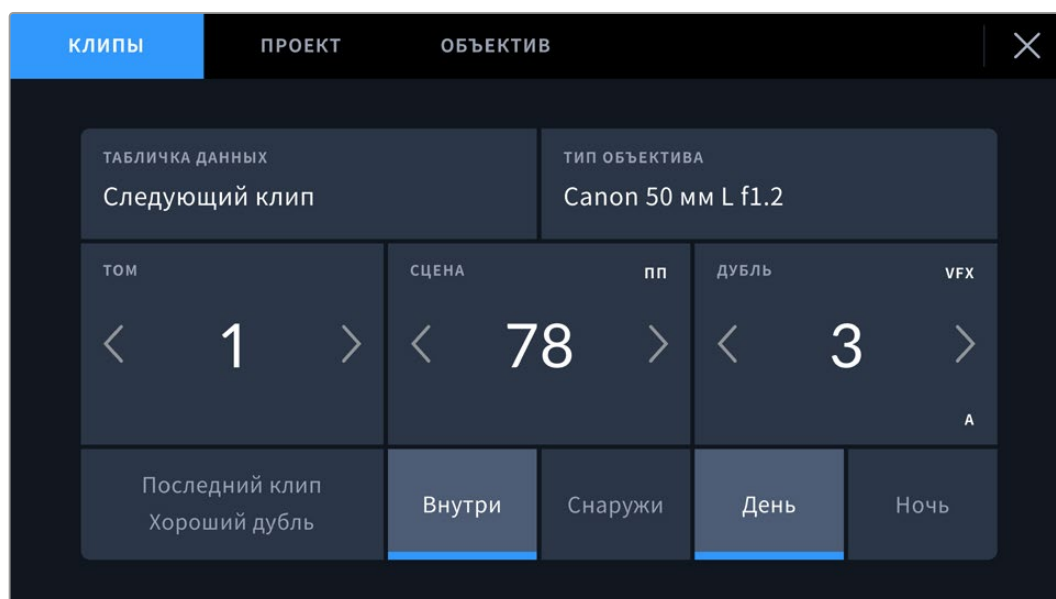 КЛИПЫ ПРОЕКТ ОБЪЕКТИВ
ТАБЛИЧКА ДАННЫХ
Следующий клип
ТИП ОБЪЕКТИВА
Canon 50 мм L f1.2
ТОМ
1
СЦЕНА ПП
78
ДУБЛЬ VFX
3
A
Последний клип
Хороший дубль
Внутри
Снаружи
День
Ночь